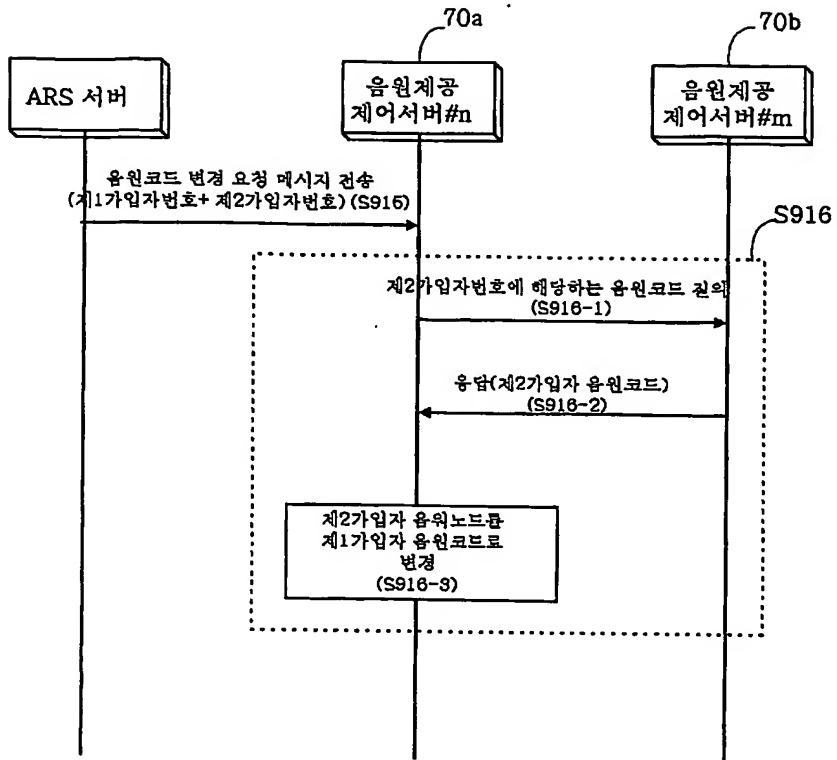 70a
70b
ARS 서버
음원제공
제어서버#n
음원제공
제어서버#m
음원코드 변경 요청 메시지 전송
(제1가입자번호+ 제2가입자번호)(S915)
S916
제2가입자번호에 해당하는 음원코드 질의
(S916-1)
응답(제2가입자 음원코드)
(S916-2)
제2가입자 음워노드를
제1가입자 음원코드로
변경
(S916-3)